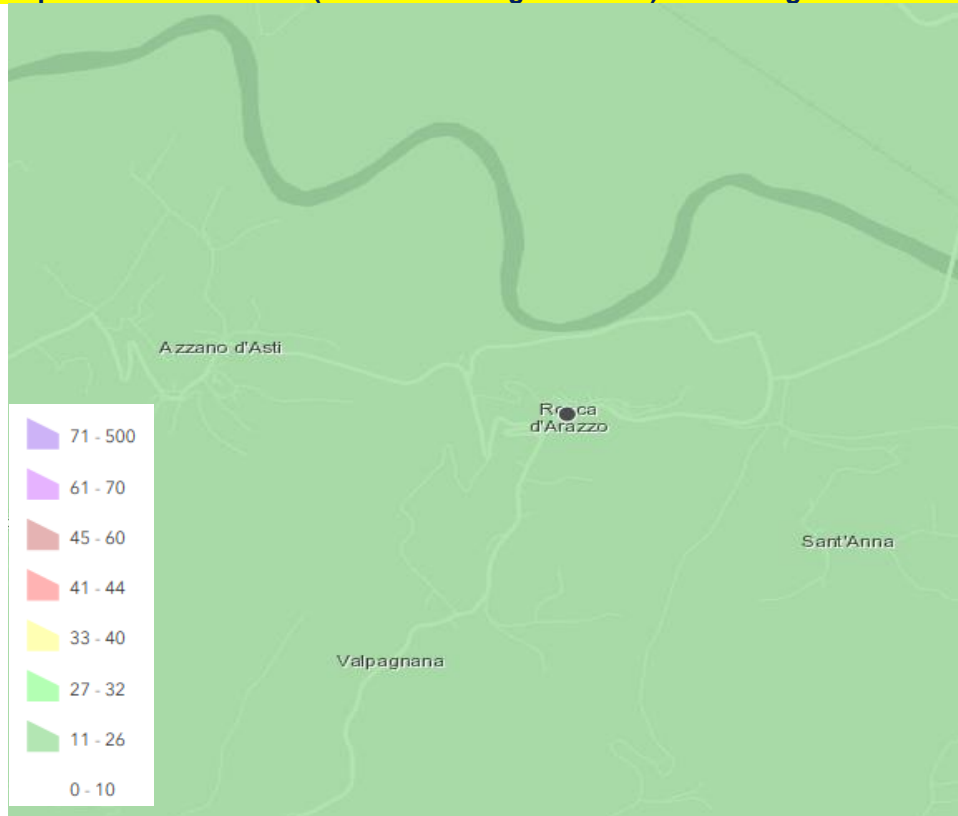 Azzano d'Asti
Rocca
d'Arazzo
Sant'Anna
Valpagnana
71 - 500
61 - 70
45 - 60
41 - 44
33 - 40
27 - 32
11 - 26
0 - 10